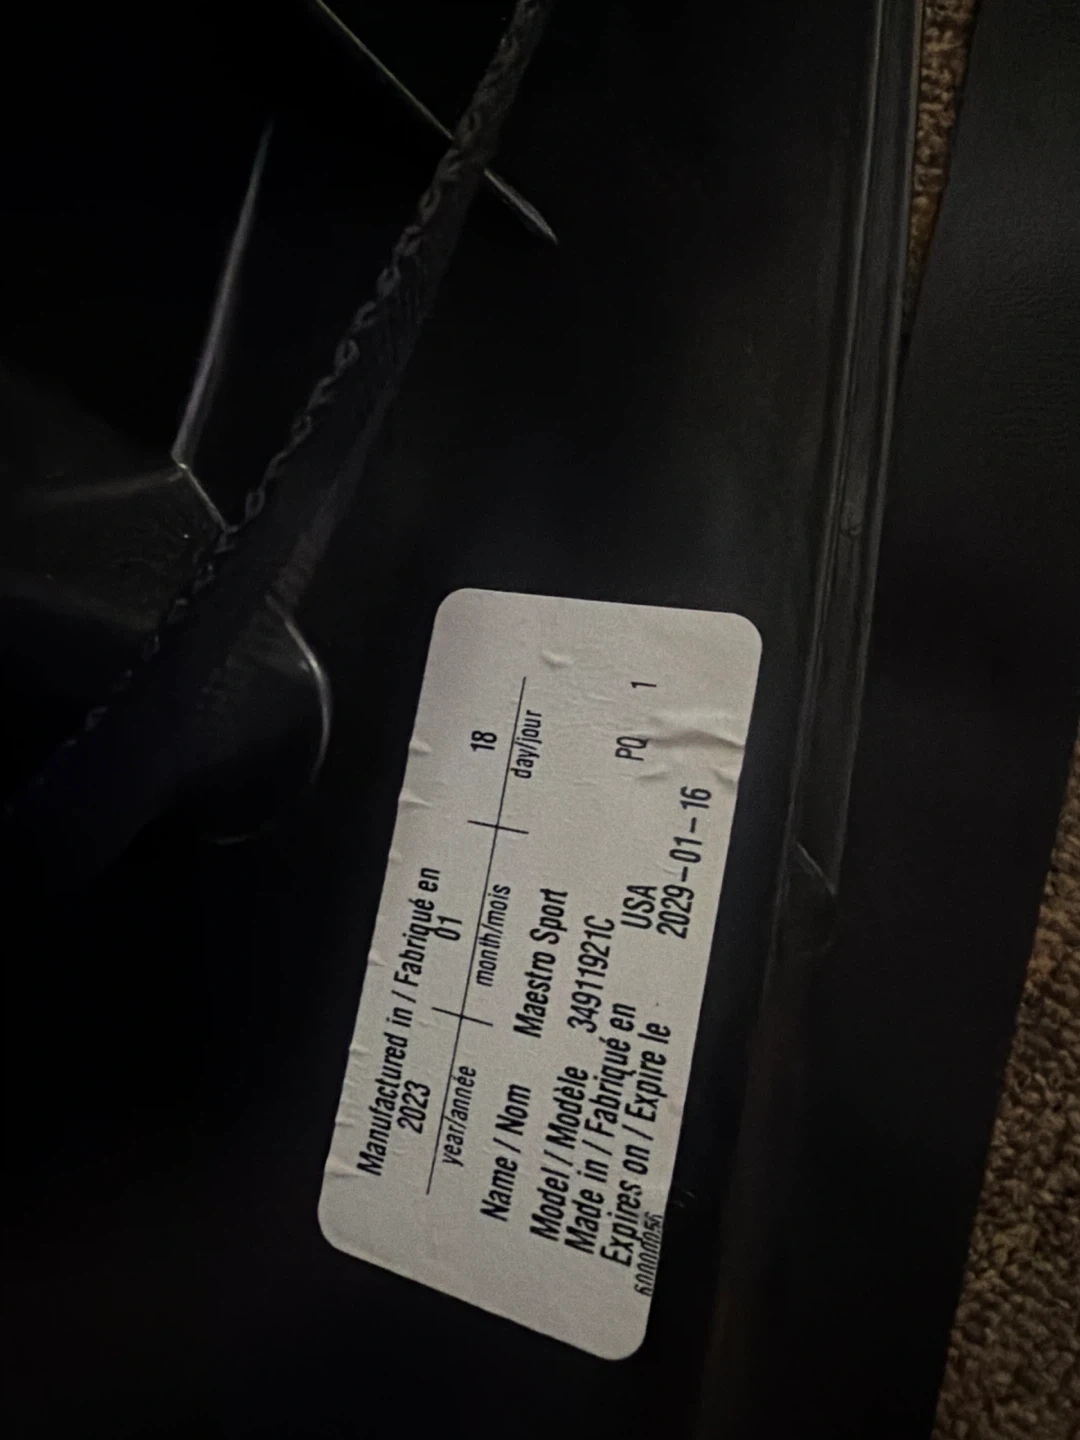 Manufactured in / Fabriqué en
2023 01 18
year/année month/mois day/jour
Name / Nom Maestro Sport
Model / Modèle 34911921C
Made in / Fabriqué en USA PQ 1
Expires on / Expire le 2029-01-16